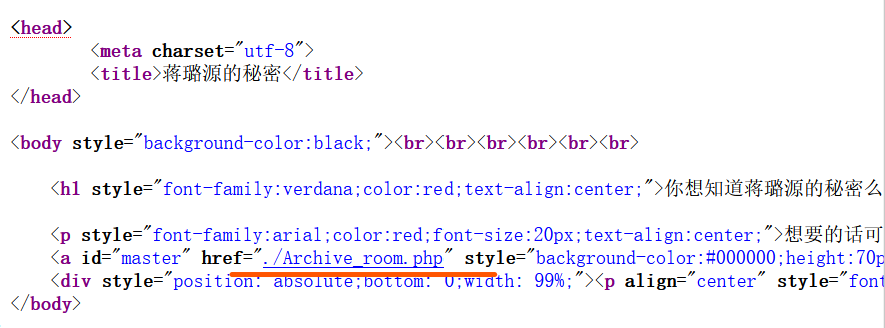 <head>
<meta charset="utf-8">
<title>蒋璐源的秘密</title>
</head>
<body style="background-color:black;"><br><br><br><br><br><br>
<h1 style="font-family:verdana;color:red;text-align:center;">你想知道蒋璐源的秘密么
<p style="font-family:arial;color:red;font-size:20px;text-align:center;">想要的话可
<a id="master" href="./Archive_room.php" style="background-color:#000000;height:70p
<div style="position: absolute;bottom: 0;width: 99%;"><p align="center" style="font
</body>